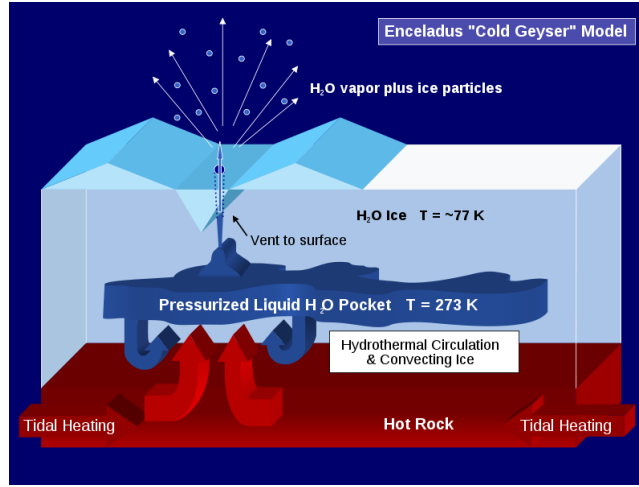 Enceladus "Cold Geyser" Model
H₂O vapor plus ice particles
H₂O Ice T = ~77 K
Vent to surface
Pressurized Liquid H₂O Pocket T = 273 K
Hydrothermal Circulation
& Convecting Ice
Tidal Heating
Hot Rock
Tidal Heating